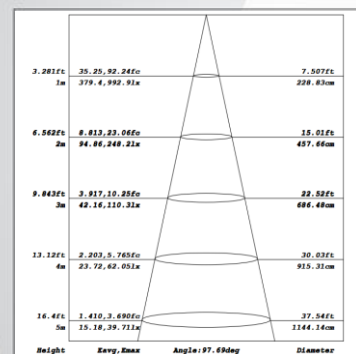 3.281ft 35.25,92.24fc 7.507ft
1m 379.4,992.9lx 228.83cm
6.562ft 8.813,23.06fc 15.01ft
2m 94.86,248.2lx 457.66cm
9.843ft 3.917,10.25fc 22.52ft
3m 42.16,110.3lx 686.48cm
13.12ft 2.203,5.765fc 30.03ft
4m 23.72,62.05lx 915.31cm
16.4ft 1.410,3.690fc 37.54ft
5m 15.18,39.71lx 1144.14cm
Height Eavg,Emax Angle:97.69deg Diameter